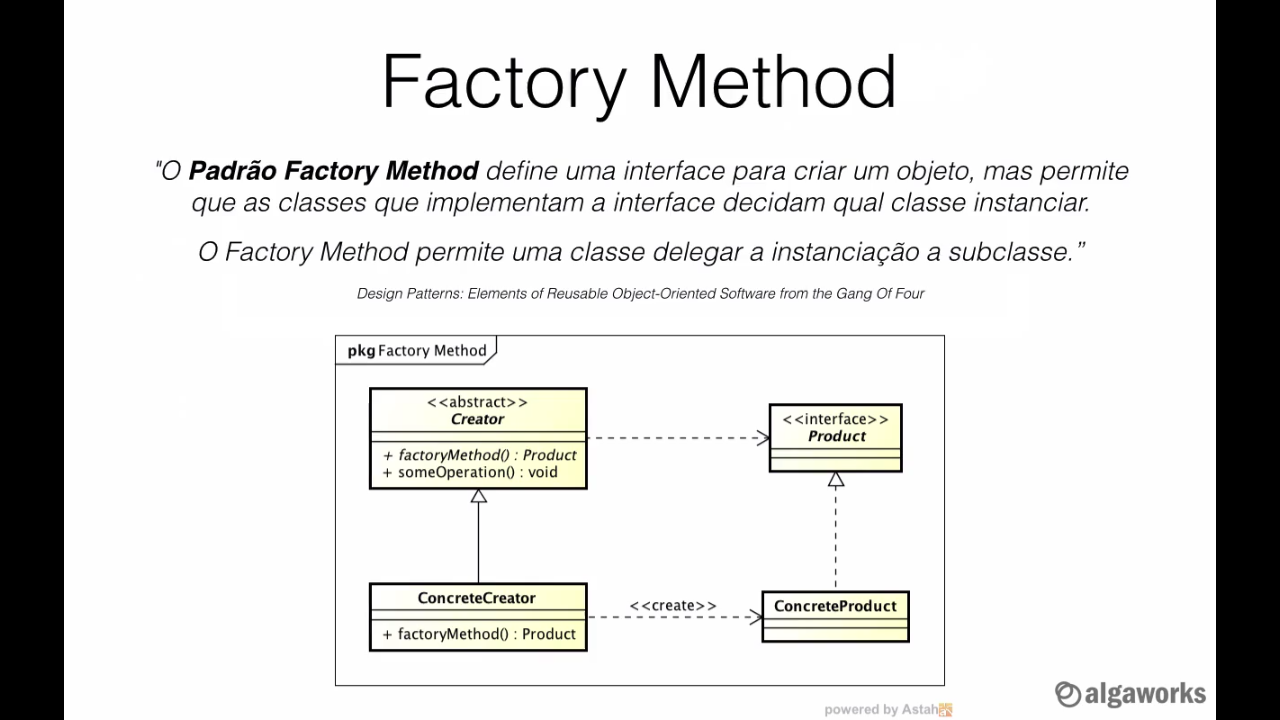 Factory Method
"O Padrão Factory Method define uma interface para criar um objeto, mas permite
que as classes que implementam a interface decidam qual classe instanciar.
O Factory Method permite uma classe delegar a instanciação a subclasse.”
Design Patterns: Elements of Reusable Object-Oriented Software from the Gang Of Four
pkg Factory Method
<<abstract>>
Creator
+ factoryMethod() : Product
+ someOperation() : void
<<interface>>
Product
ConcreteCreator
+ factoryMethod() : Product
<<create>>
ConcreteProduct
algaworks
powered by Astah